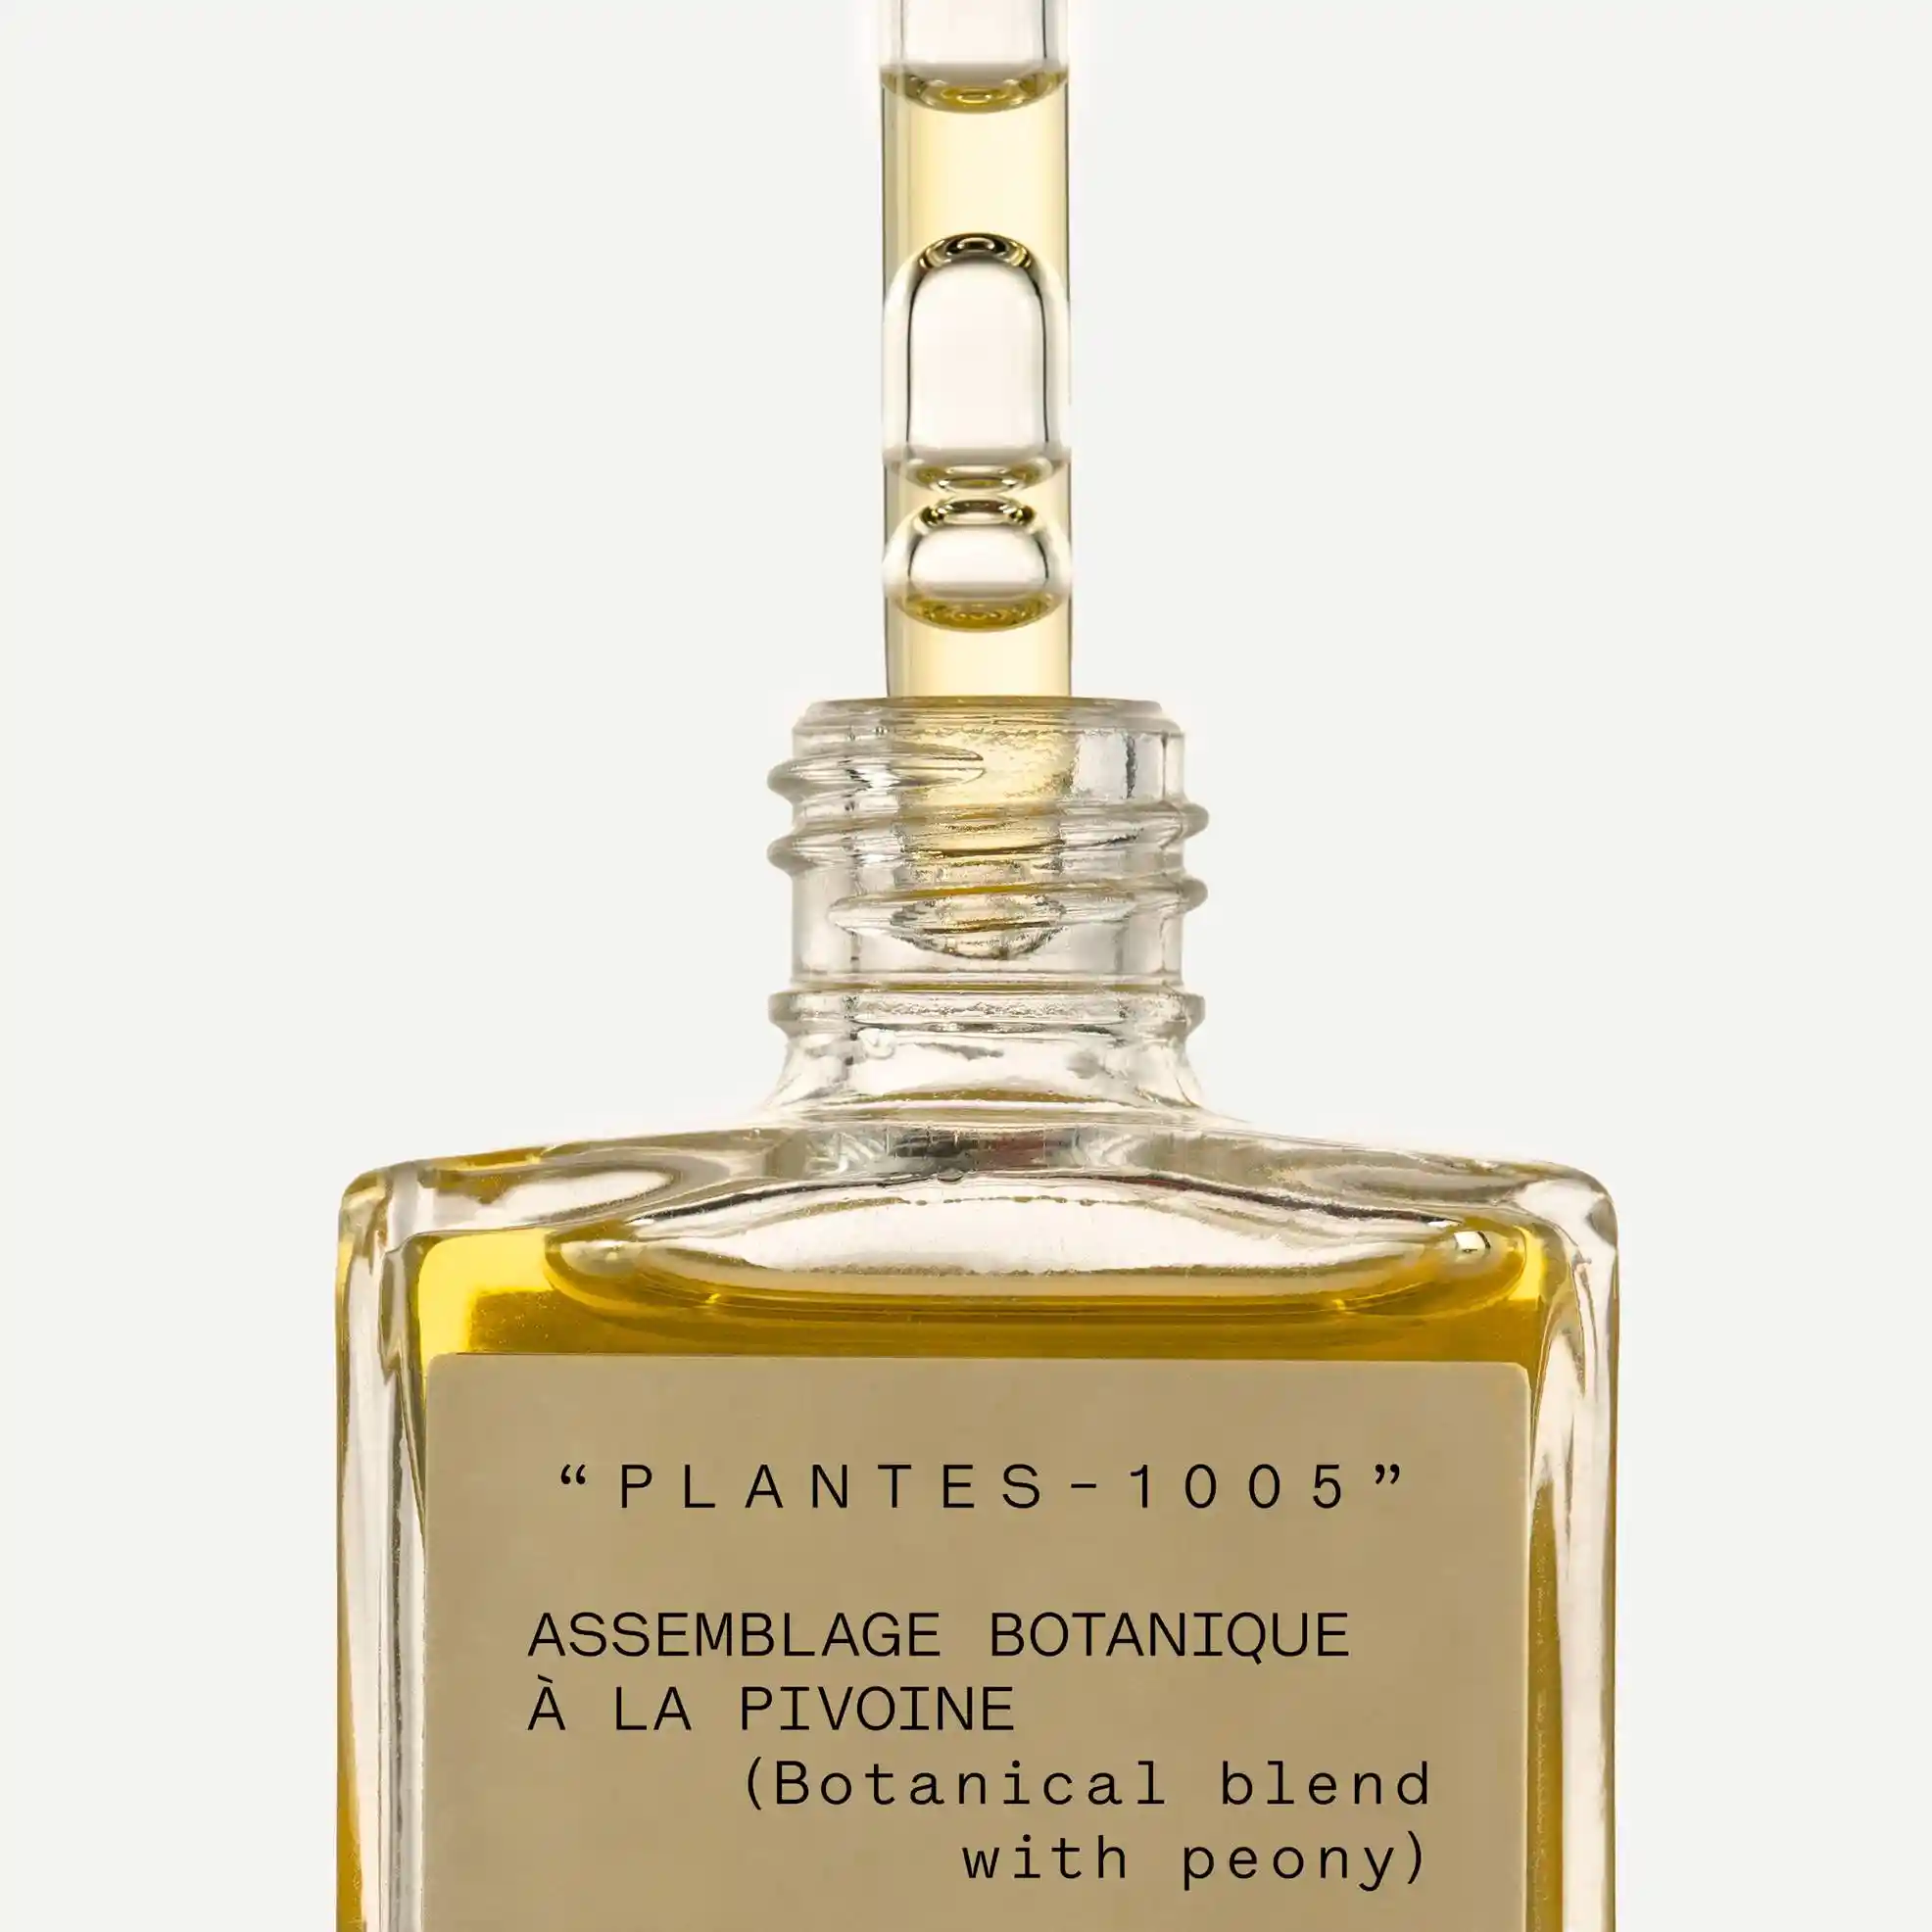 “PLANTES-1005”
ASSEMBLAGE BOTANIQUE
À LA PIVOINE
(Botanical blend
with peony)